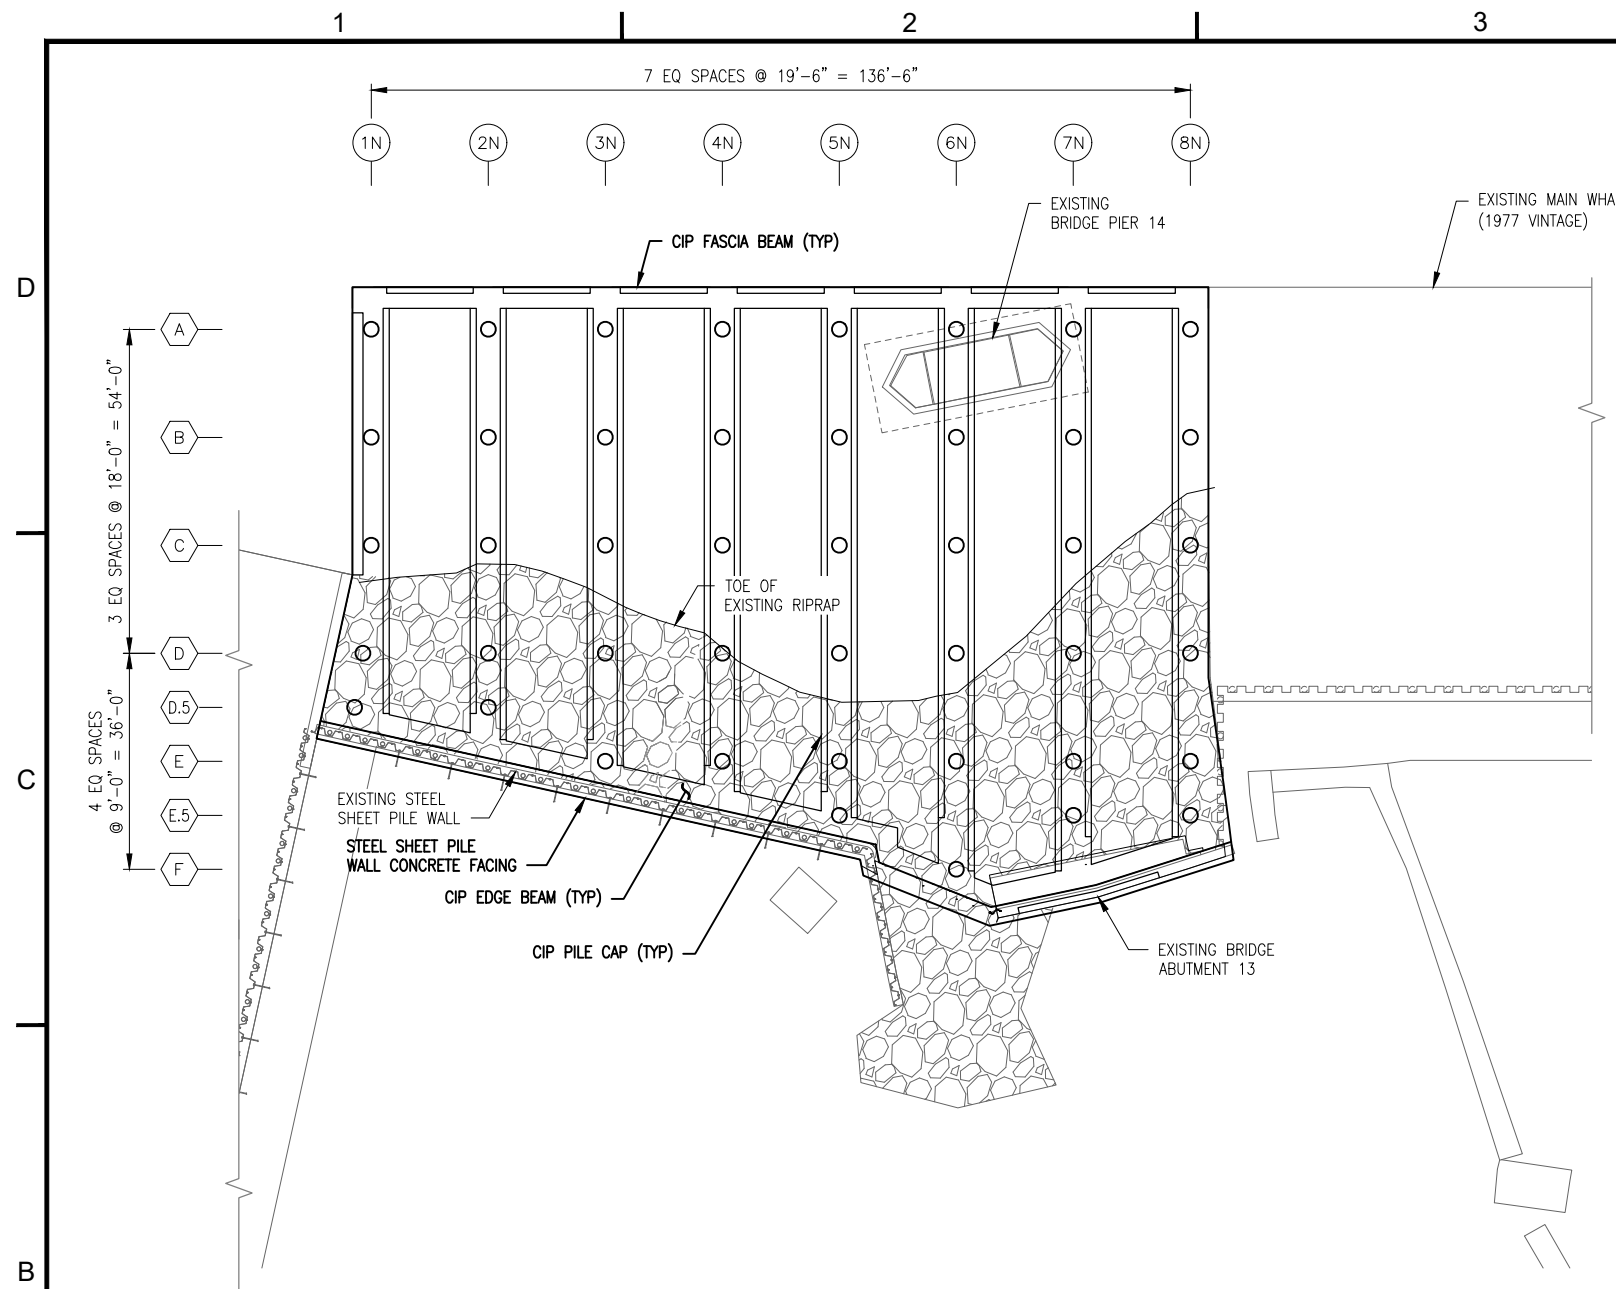 1
2
3
7 EQ SPACES @ 19'-6" = 136'-6"
1N
2N
3N
4N
5N
6N
7N
8N
EXISTING
BRIDGE PIER 14
EXISTING MAIN WHA
(1977 VINTAGE)
CIP FASCIA BEAM (TYP)
D
A
B
3 EQ SPACES @ 18'-0" = 54'-0"
C
TOE OF
EXISTING RIPRAP
D
D.5
4 EQ SPACES
@ 9'-0" = 36'-0"
E
C
E.5
F
EXISTING STEEL
SHEET PILE WALL
STEEL SHEET PILE
WALL CONCRETE FACING
CIP EDGE BEAM (TYP)
CIP PILE CAP (TYP)
EXISTING BRIDGE
ABUTMENT 13
B